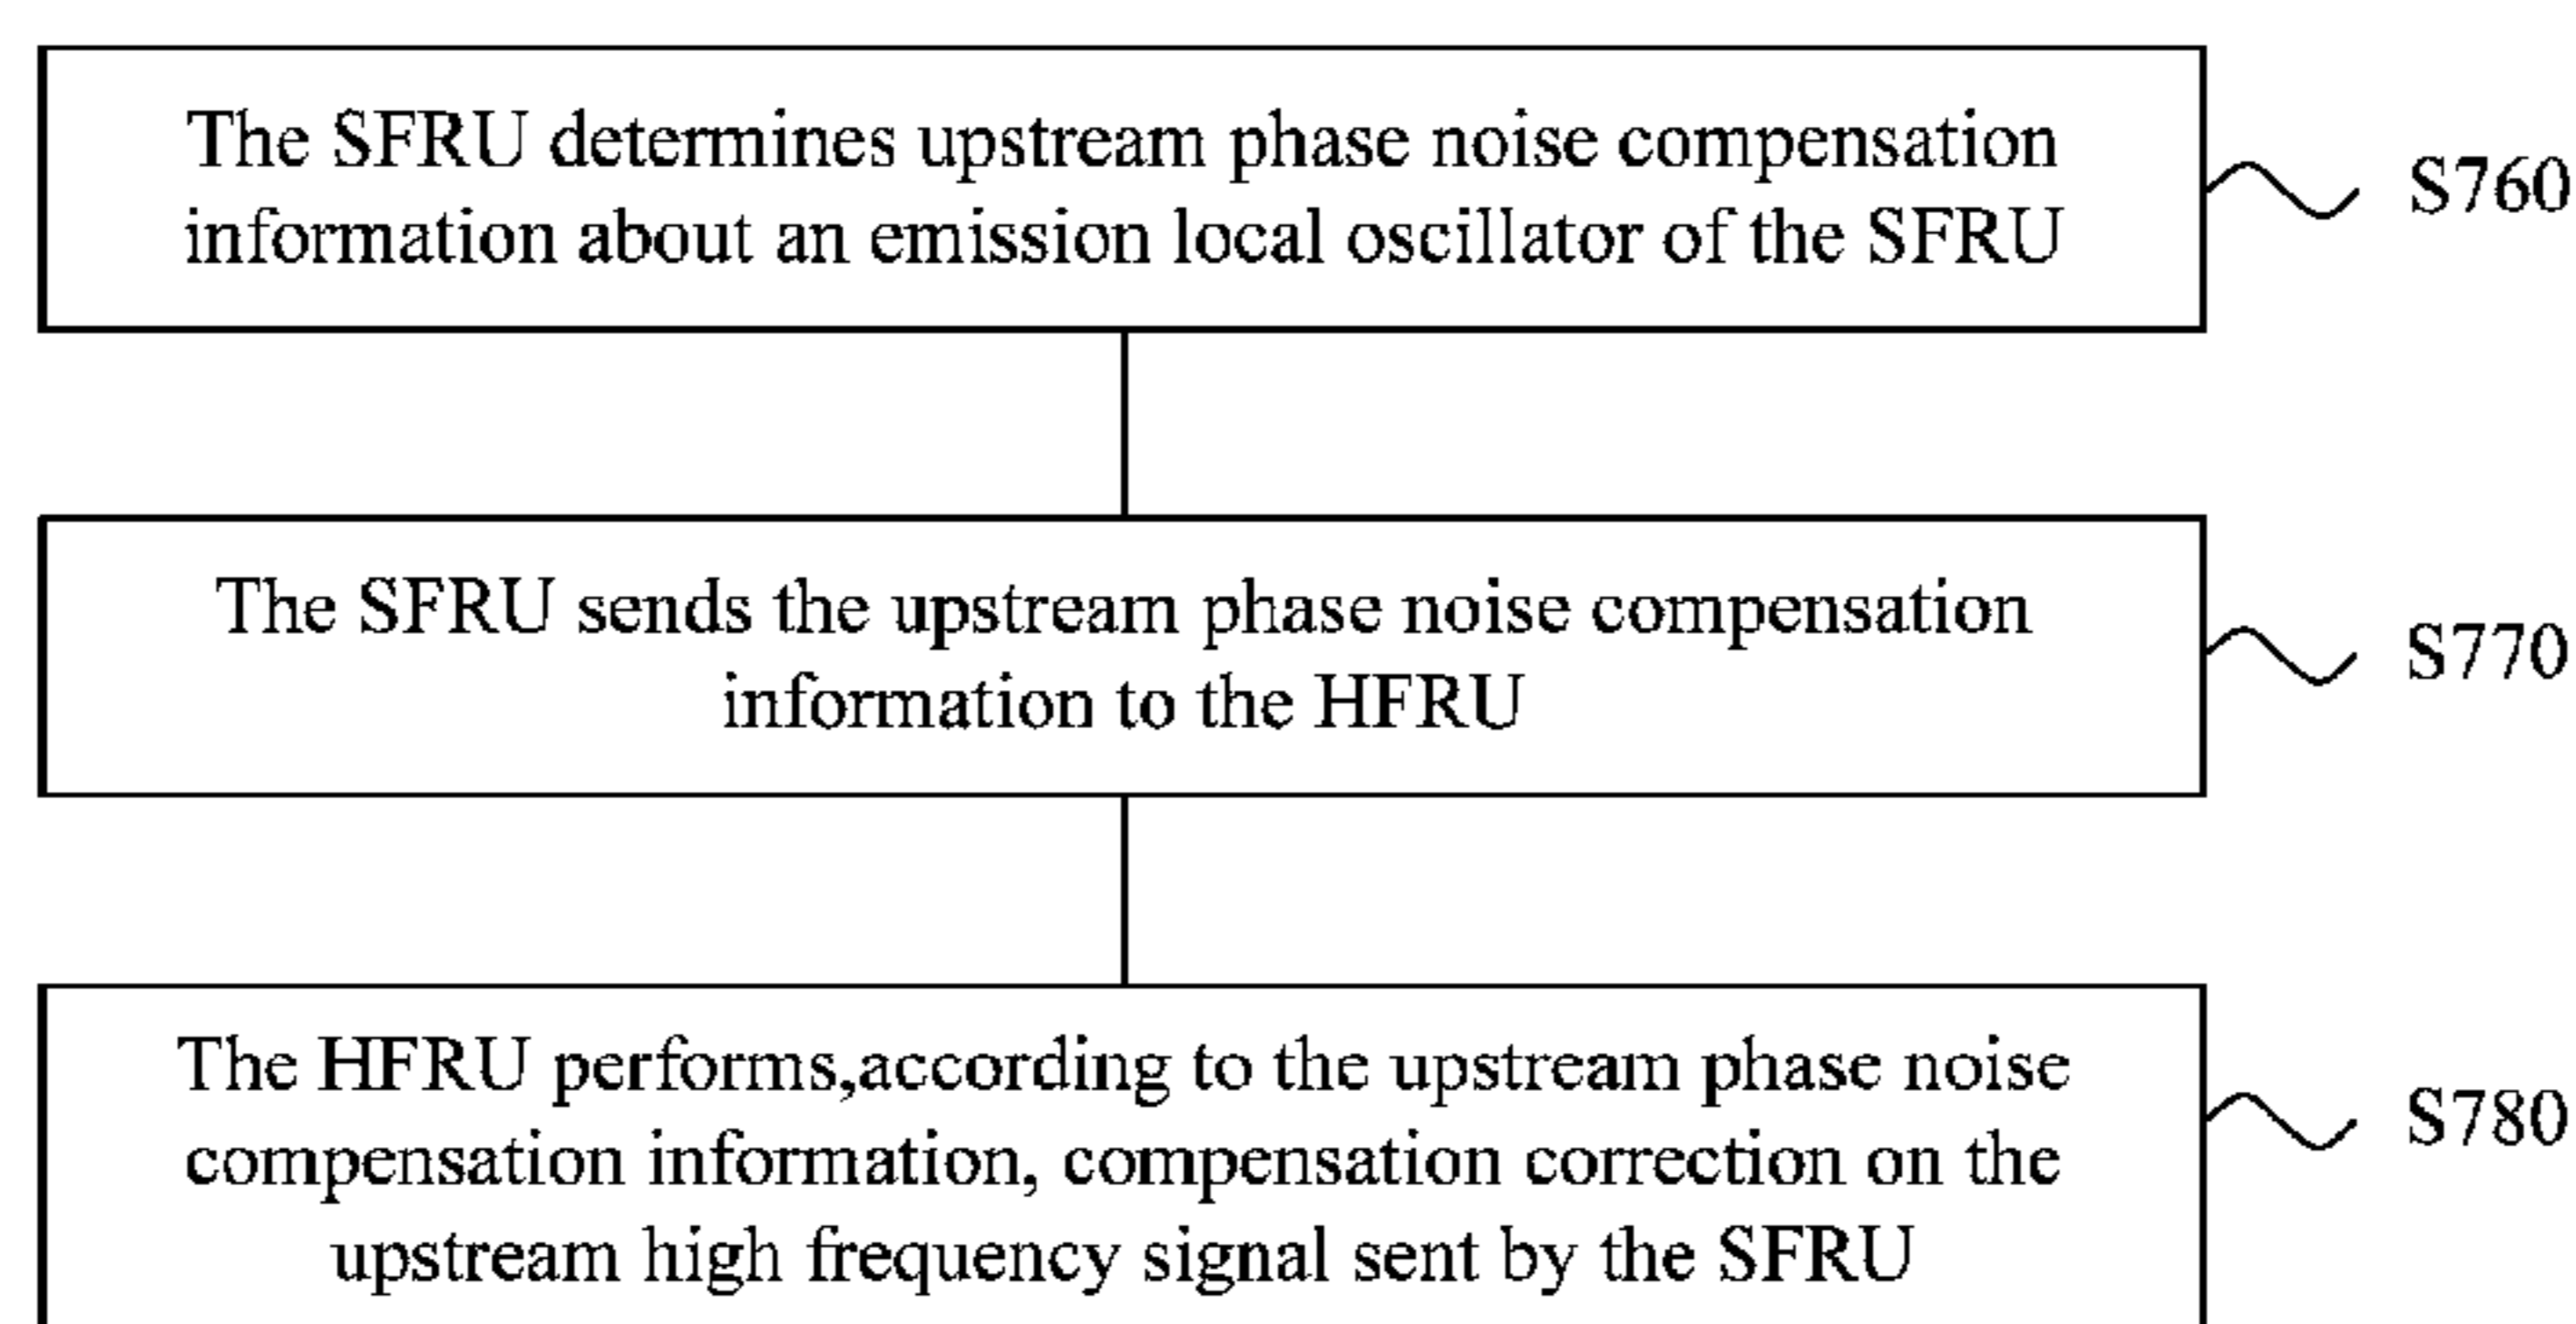 The SFRU determines upstream phase noise compensation
information about an emission local oscillator of the SFRU
S760
The SFRU sends the upstream phase noise compensation
information to the HFRU
S770
The HFRU performs,according to the upstream phase noise
compensation information, compensation correction on the
upstream high frequency signal sent by the SFRU
S780